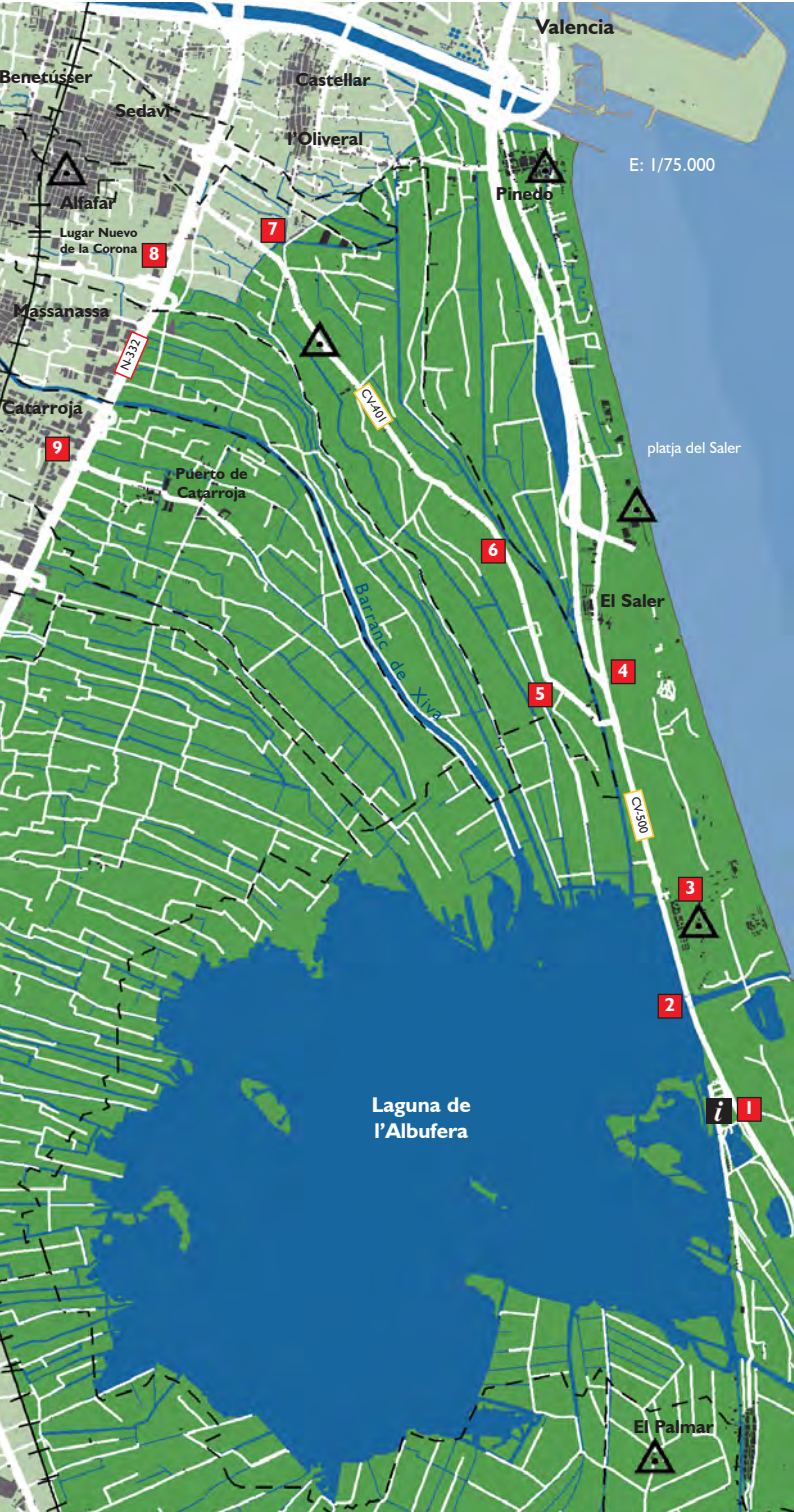 Valencia
Benetússer
Castellar
Sedaví
l'Oliveral
E: 1/75.000
Pinedo
Alfafar
7
Lugar Nuevo
de la Corona
8
Massanassa
N-332
CV-401
Catarroja
9
platja del Saler
Puerto de
Catarroja
6
El Saler
Barranc de Xiva
4
5
CV-500
3
2
Laguna de
l'Albufera
i
1
El Palmar